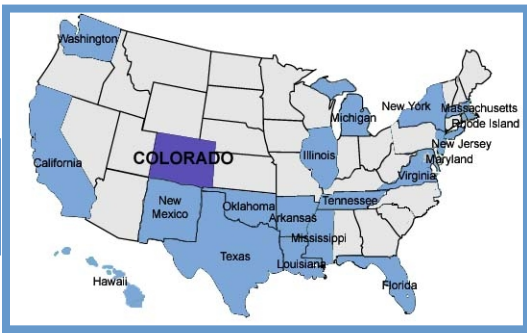 Washington
New York
Massachusetts
Michigan
Rhode Island
New Jersey
Maryland
California
COLORADO
Illinois
Virginia
New
Mexico
Oklahoma
Tennessee
Arkansas
Mississippi
Texas
Louisiana
Hawaii
Florida